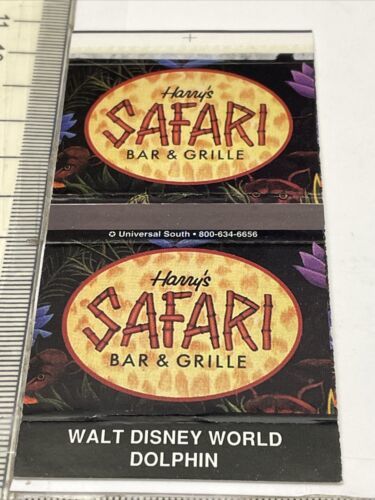 Harry's
SAFARI
BAR & GRILLE
© Universal South • 800-634-6656
Harry's
SAFARI
BAR & GRILLE
WALT DISNEY WORLD
DOLPHIN